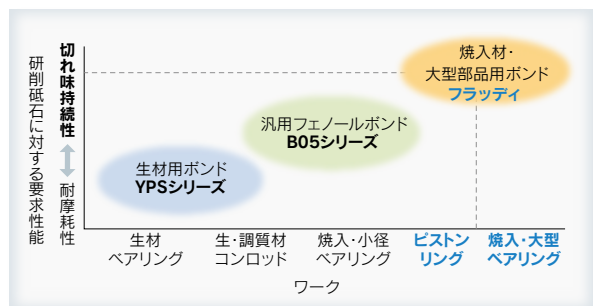 研削砥石に対する要求性能
切れ味持続性
耐摩耗性
焼入材・
大型部品用ボンド
フラッディ
汎用フェノールボンド
B05シリーズ
生材用ボンド
YPSシリーズ
生材
ベアリング
生・調質材
コンロッド
焼入・小径
ベアリング
ピストン
リング
焼入・大型
ベアリング
ワーク